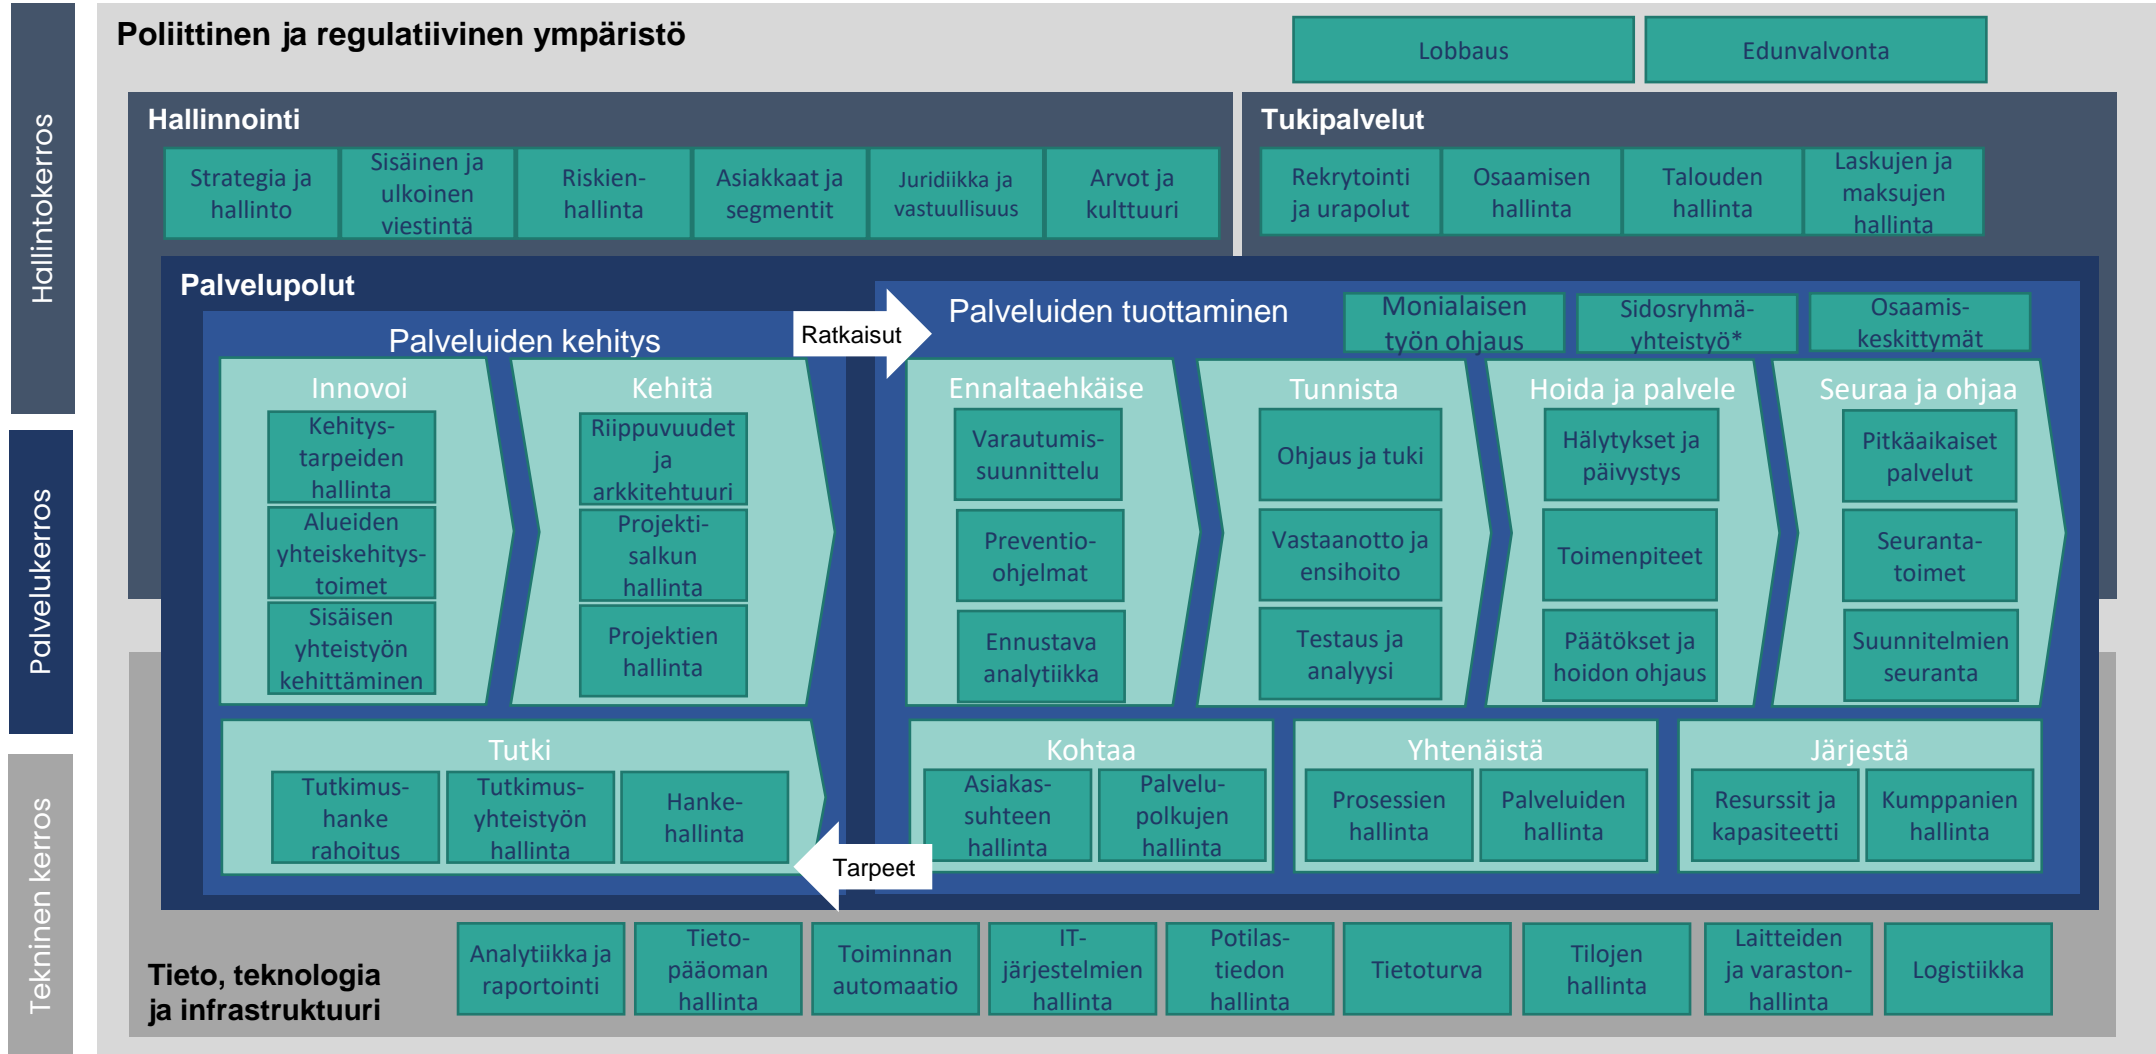 Hallintokerros
Palvelukerros
Tekninen kerros
Poliittinen ja regulatiivinen ympäristö
Lobbaus
Edunvalvonta
Hallinnointi
Strategia ja
hallinto
Sisäinen ja
ulkoinen
viestintä
Riskien-
hallinta
Asiakkaat ja
segmentit
Juridiikka ja
vastuullisuus
Arvot ja
kulttuuri
Tukipalvelut
Rekrytointi
ja urapolut
Osaamisen
hallinta
Talouden
hallinta
Laskujen ja
maksujen
hallinta
Palvelupolut
Palveluiden kehitys
Ratkaisut
Innovoi
Kehitys-
tarpeiden
hallinta
Alueiden
yhteiskehitys-
toimet
Sisäisen
yhteistyön
kehittäminen
Kehitä
Riippuvuudet
ja
arkkitehtuuri
Projekti-
salkun
hallinta
Projektien
hallinta
Tutki
Tutkimus-
hanke
rahoitus
Tutkimus-
yhteistyön
hallinta
Hanke-
hallinta
Tarpeet
Palveluiden tuottaminen
Monialaisen
työn ohjaus
Sidosryhmä-
yhteistyö*
Osaamis-
keskittymät
Ennaltaehkäise
Varautumis-
suunnittelu
Preventio-
ohjelmat
Ennustava
analytiikka
Tunnista
Ohjaus ja tuki
Vastaanotto ja
ensihoito
Testaus ja
analyysi
Hoida ja palvele
Hälytykset ja
päivystys
Toimenpiteet
Päätökset ja
hoidon ohjaus
Seuraa ja ohjaa
Pitkäaikaiset
palvelut
Seuranta-
toimet
Suunnitelmien
seuranta
Kohtaa
Asiakas-
suhteen
hallinta
Palvelu-
polkujen
hallinta
Yhtenäistä
Prosessien
hallinta
Palveluiden
hallinta
Järjestä
Resurssit ja
kapasiteetti
Kumppanien
hallinta
Tieto, teknologia
ja infrastruktuuri
Analytiikka ja
raportointi
Tieto-
pääoman
hallinta
Toiminnan
automaatio
IT-
järjestelmien
hallinta
Potilas-
tiedon
hallinta
Tietoturva
Tilojen
hallinta
Laitteiden
ja varaston-
hallinta
Logistiikka